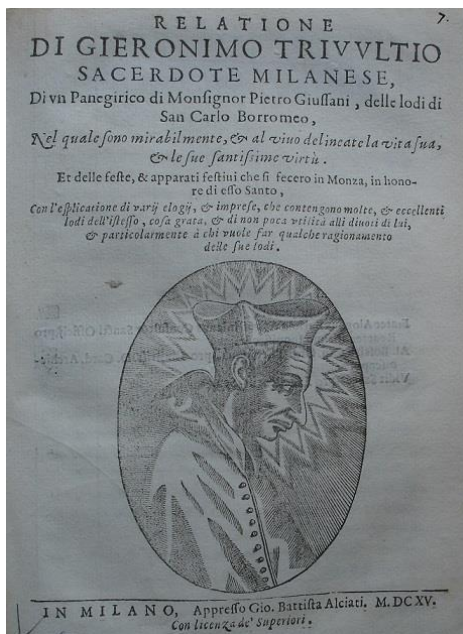 7.
RELATIONE
DI GIERONIMO TRIVVLTIO
SACERDOTE MILANESE,
Di vn Panegirico di Monsignor Pietro Giussani, delle lodi di
San Carlo Borromeo,
Nel quale sono mirabilmente, & al viuo delineate la vita sua,
& le sue santissime virtù.
Et delle feste, & apparati festini che si fecero in Monza, in hono-
re di esso Santo,
Con l'esplicatione di varij elogij, & imprese, che contengono molte, & eccellenti
lodi dell'istesso, cosa grata, & di non poca vtilità alli diuoti di lui,
& particolarmente à chi vuole far qualche ragionamento
delle sue lodi.
IN MILANO, Appresso Gio. Battista Alciati. M. DC XV.
Con licenza de' Superiori.